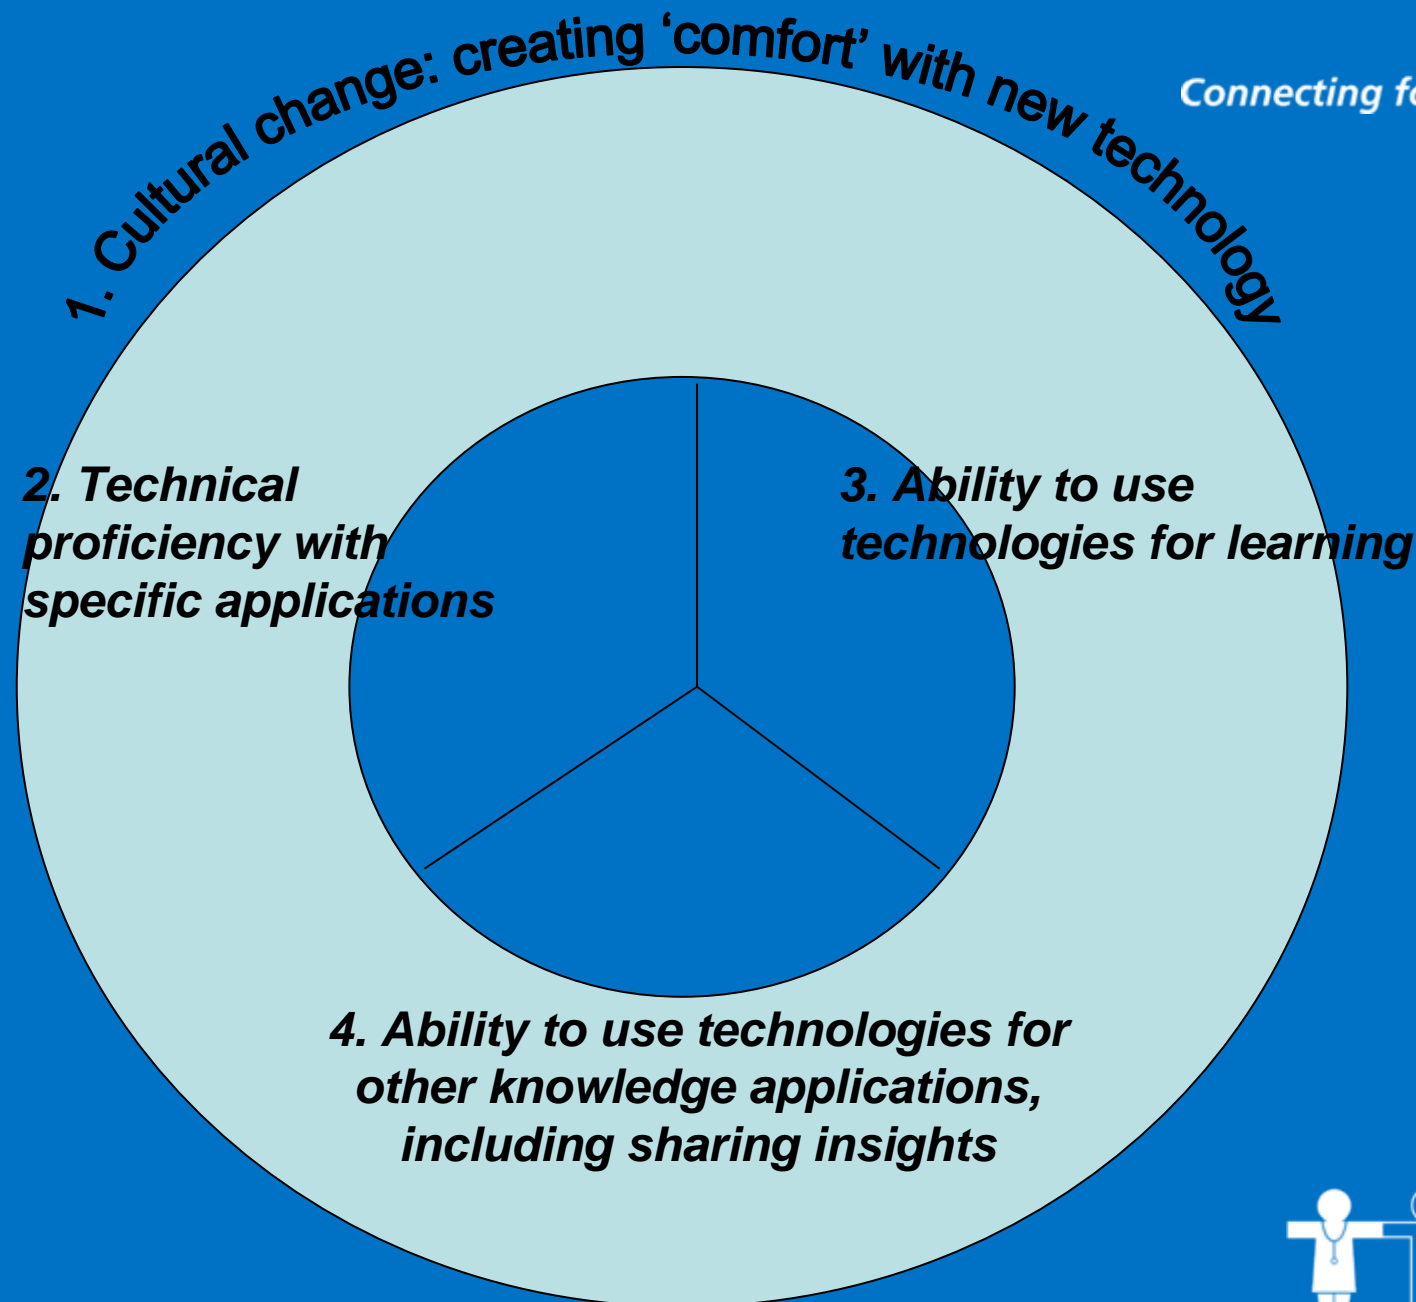 1. Cultural change: creating ‘comfort’ with new technology
Connecting
2. Technical
proficiency with
specific applications
3. Ability to use
technologies for learning
4. Ability to use technologies for
other knowledge applications,
including sharing insights